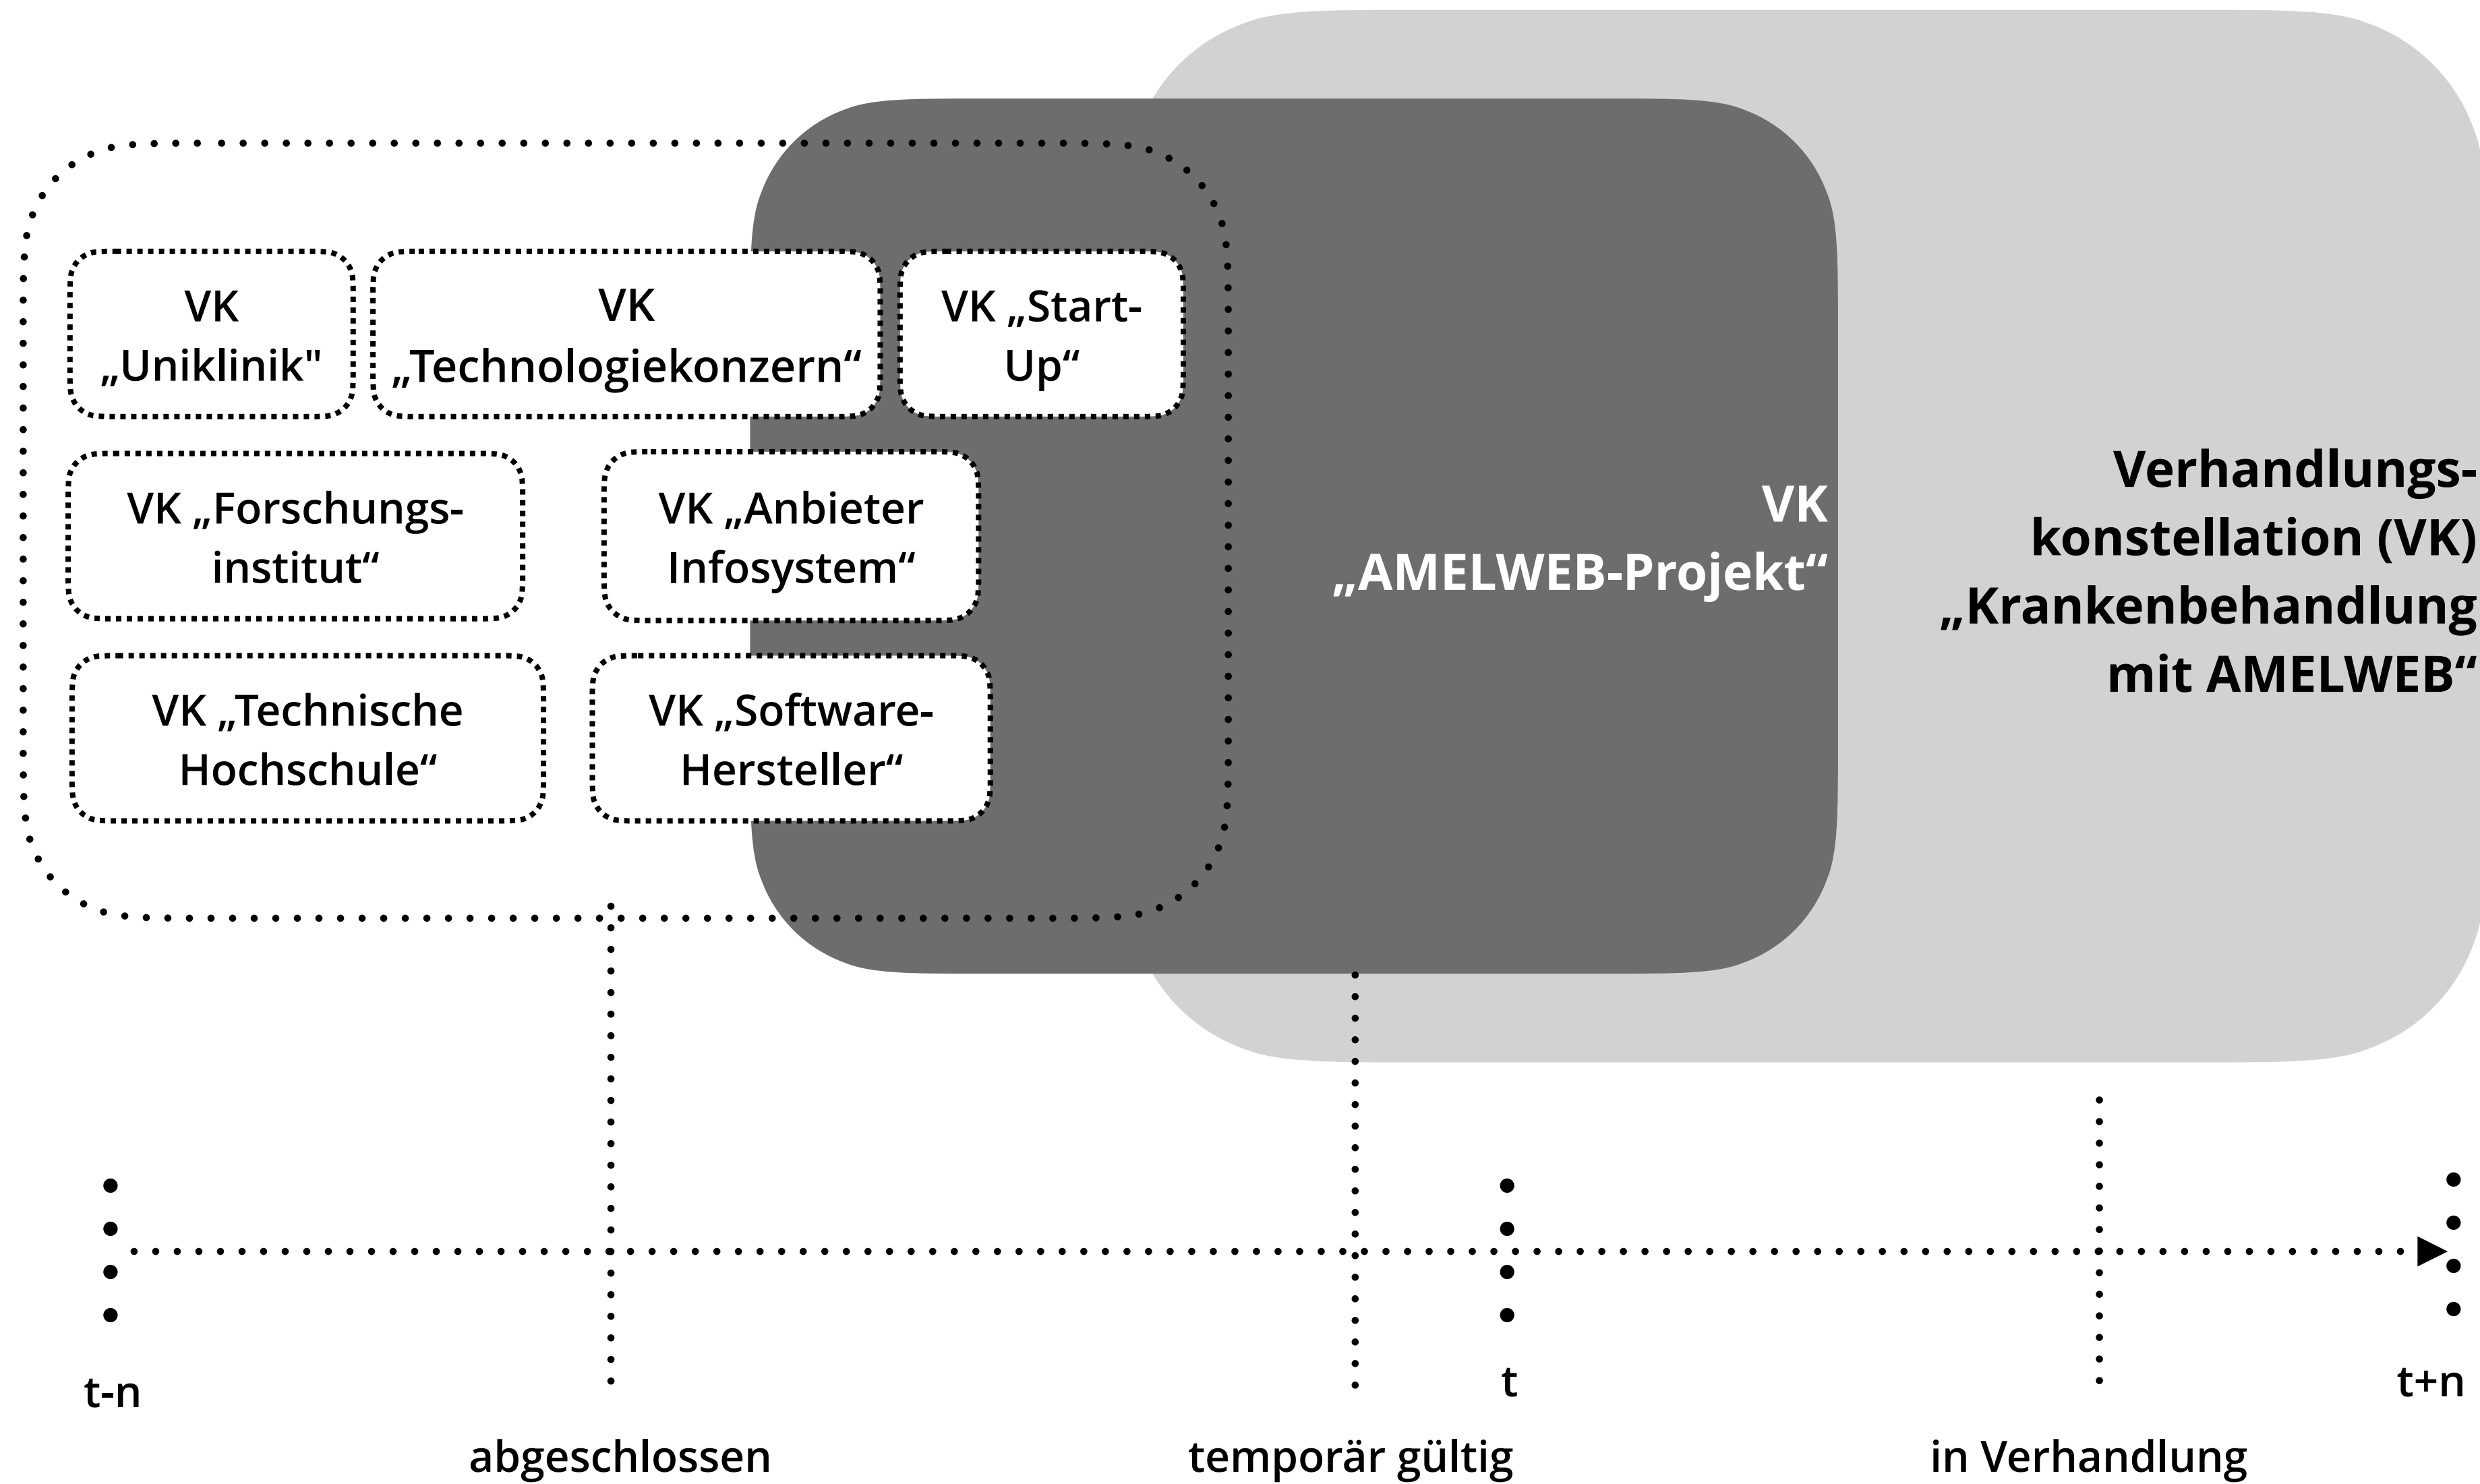 VK
„Uniklinik"
VK
„Technologiekonzern“
VK „Start-
Up“
VK „Forschungs-
institut“
VK „Anbieter
Infosystem“
VK „Technische
Hochschule“
VK „Software-
Hersteller“
VK
„AMELWEB-Projekt“
Verhandlungs-
konstellation (VK)
„Krankenbehandlung
mit AMELWEB“
t-n
t
t+n
abgeschlossen
temporär gültig
in Verhandlung